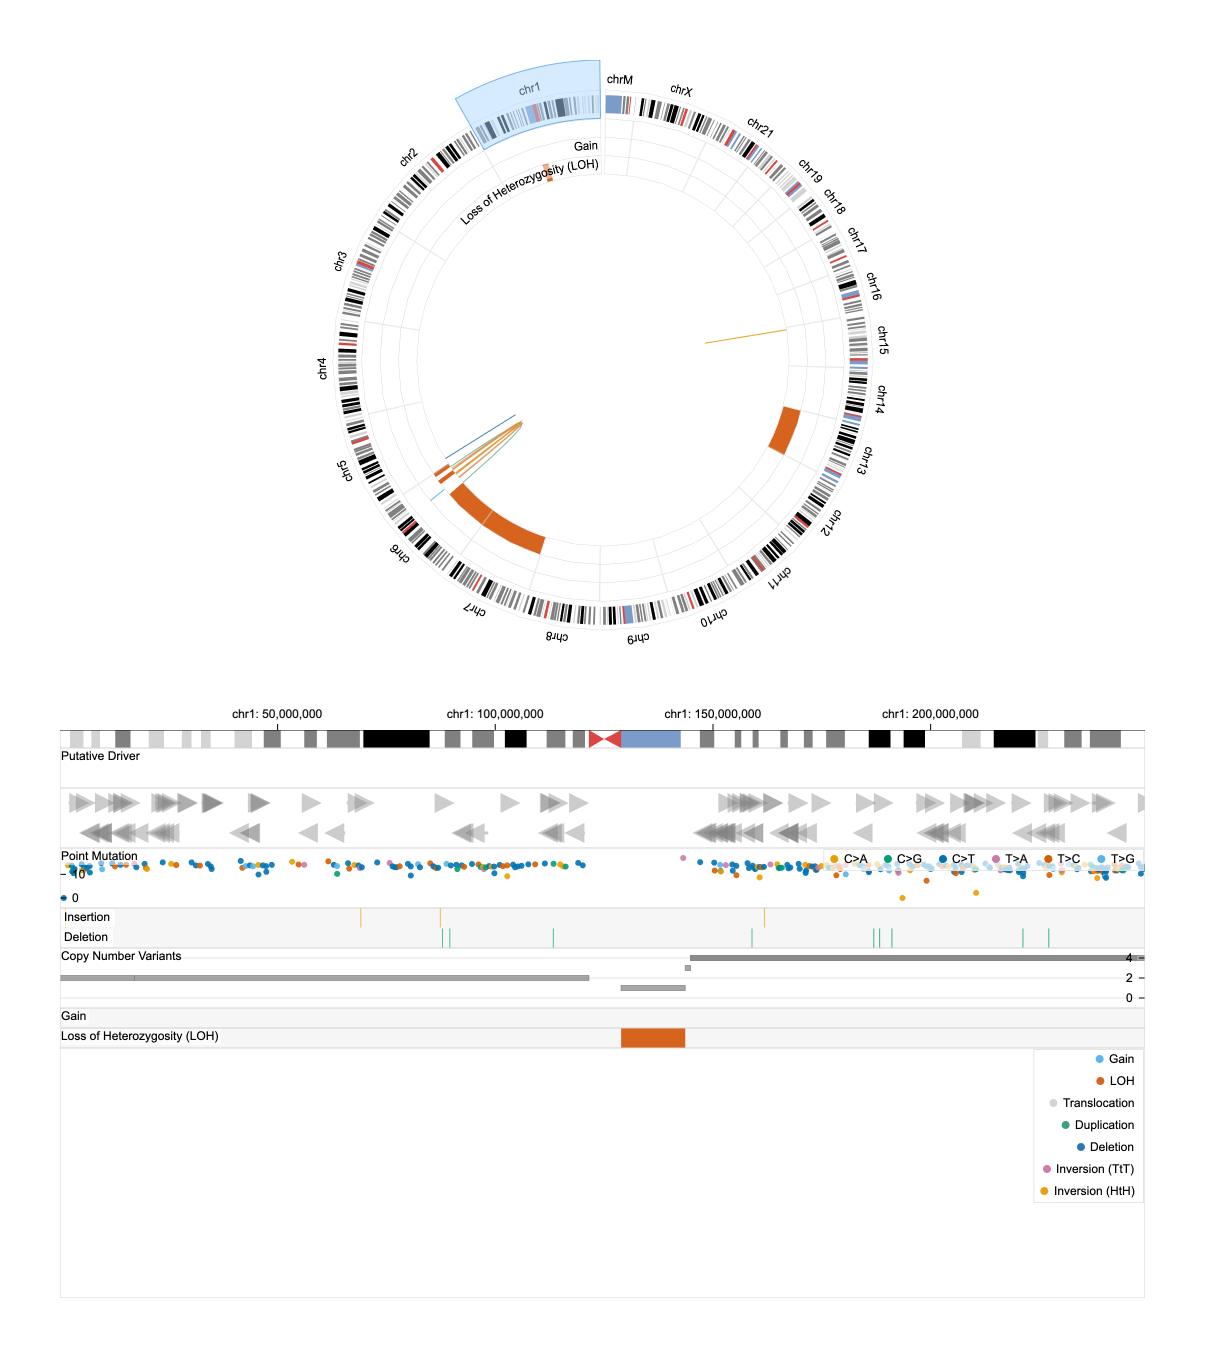 chr1
chrM
chrX
chr21
chr19
chr18
chr17
chr16
chr15
chr14
chr13
chr12
chr11
chr10
chr9
chr8
chr7
chr6
chr5
chr4
chr3
chr2
Gain
Loss of Heterozygosity (LOH)
chr1: 50,000,000 chr1: 100,000,000 chr1: 150,000,000 chr1: 200,000,000
Putative Driver
Point Mutation C>A C>G C>T T>A T>C T>G
10
0
Insertion
Deletion
Copy Number Variants
4
2
0
Gain
Loss of Heterozygosity (LOH)
Gain
LOH
Translocation
Duplication
Deletion
Inversion (TtT)
Inversion (HtH)